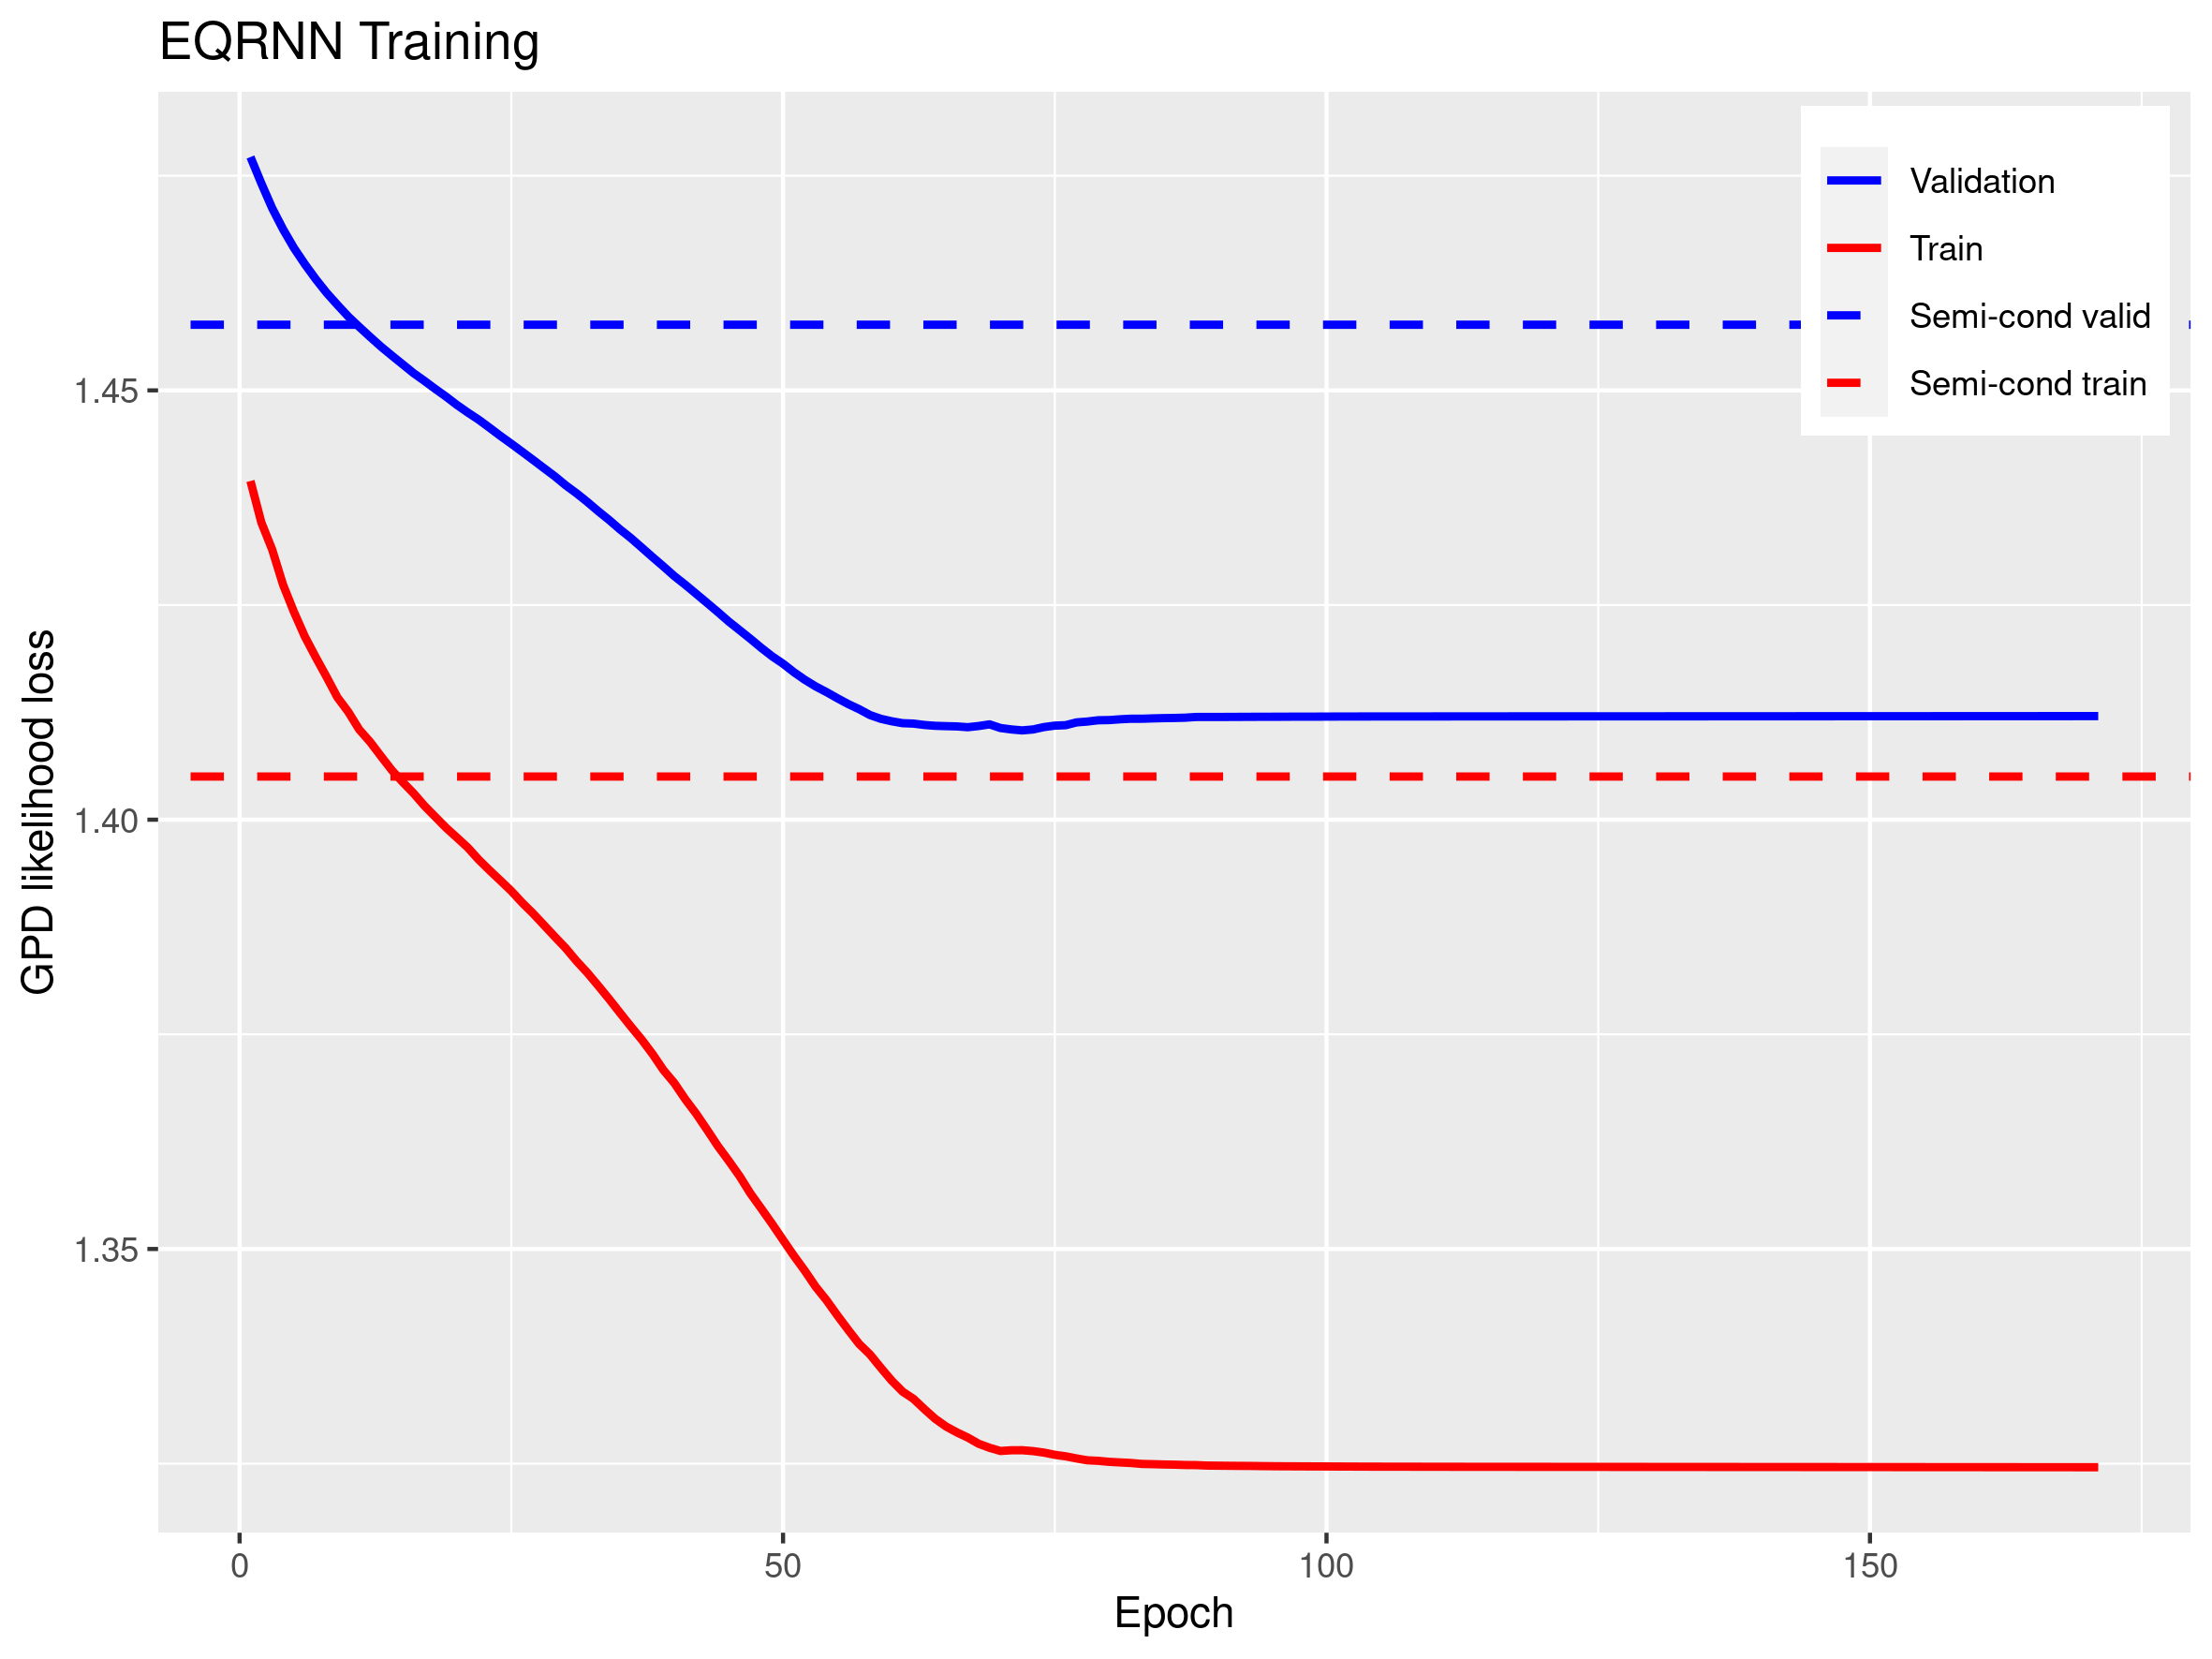 EQRNN Training
Validation
Train
Semi-cond valid
Semi-cond train
GPD likelihood loss
1.45
1.40
1.35
0
50
100
150
Epoch